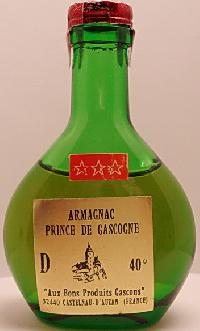 ARMAGNAC
PRINCE DE GASCOGNE
D 40°
"Aux Bons Produits Gascons"
32440 CASTELNAU-D'AUZAN (FRANCE)